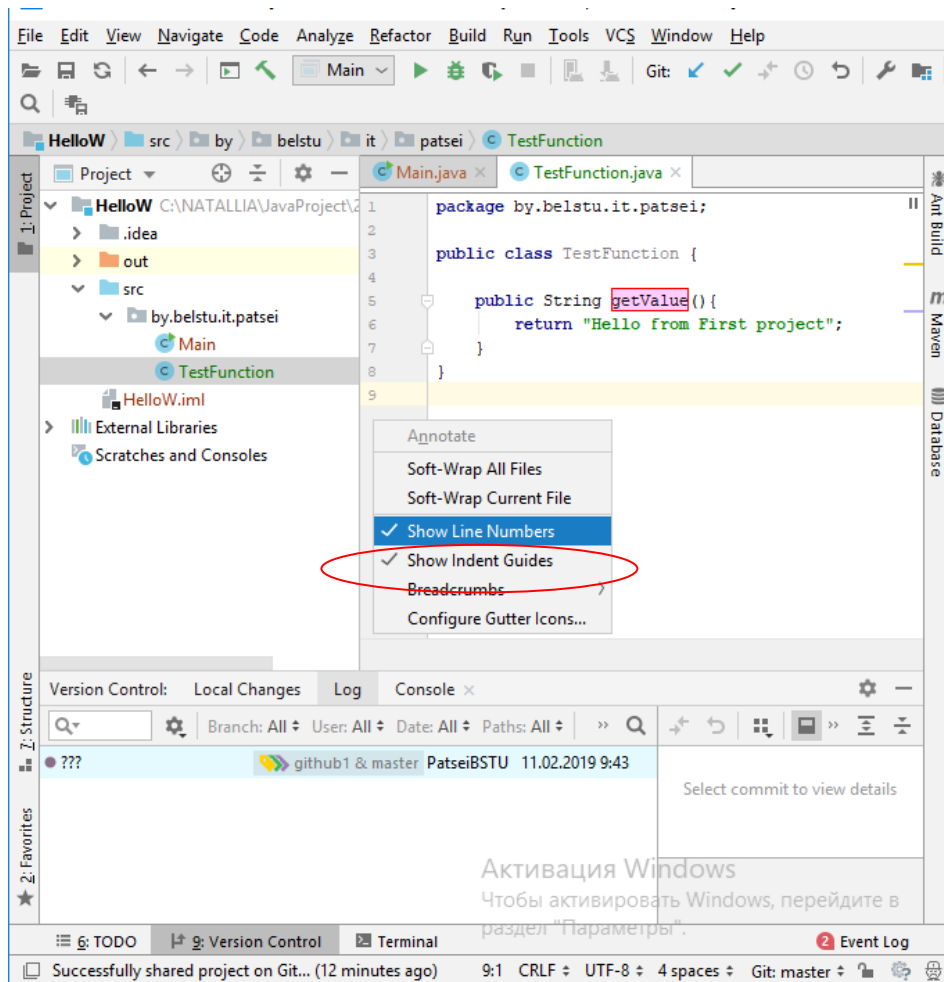 File Edit View Navigate Code Analyze Refactor Build Run Tools VCS Window Help
Main Git:
HelloW src by belstu it patsei TestFunction
1: Project
Project
Main.java
TestFunction.java
HelloW C:\NATALLIA\JavaProject\2
.idea
out
src
by.belstu.it.patsei
Main
TestFunction
HelloW.iml
External Libraries
Scratches and Consoles
1 package by.belstu.it.patsei;
2
3 public class TestFunction {
4
5 public String getValue(){
6 return "Hello from First project";
7 }
8 }
9
Annotate
Soft-Wrap All Files
Soft-Wrap Current File
Show Line Numbers
Show Indent Guides
Breadcrumbs
Configure Gutter Icons...
Ant Build
Maven
Database
Z: Structure
2: Favorites
Version Control: Local Changes Log Console
Branch: All User: All Date: All Paths: All
??? github1 & master PatseiBSTU 11.02.2019 9:43
Select commit to view details
Активация Windows
Чтобы активировать Windows, перейдите в
раздел "Параметры".
6: TODO 9: Version Control Terminal 2 Event Log
Successfully shared project on Git... (12 minutes ago) 9:1 CRLF UTF-8 4 spaces Git: master